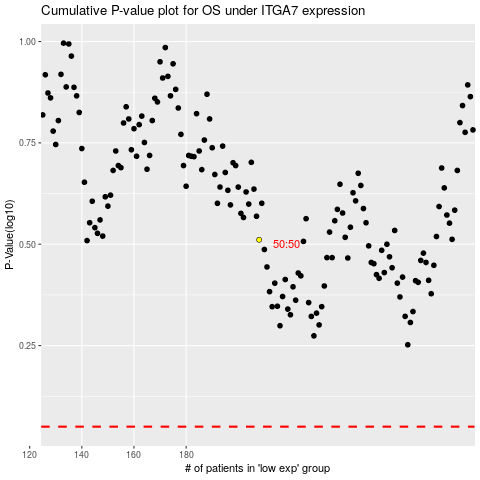 Cumulative P-value plot for OS under ITGA7 expression
P-Value(log10)
1.00
0.75
0.50
0.25
50:50
120 140 160 180
# of patients in 'low exp' group